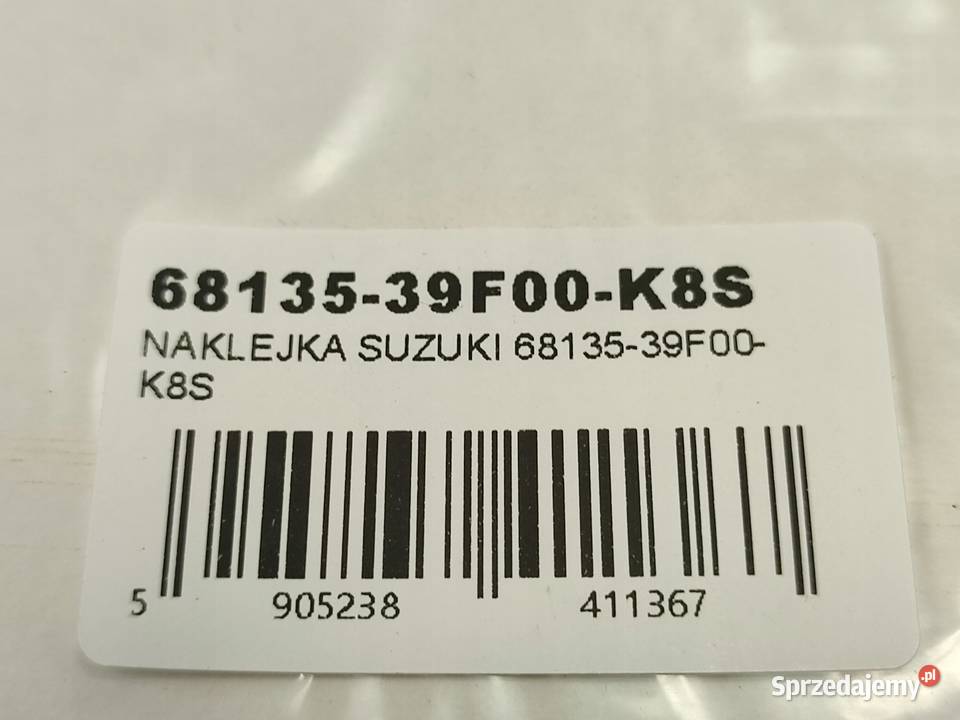 68135-39F00-K8S
NAKLEJKA SUZUKI 68135-39F00-
K8S
5 905238 411367
Sprzedajemy.pl